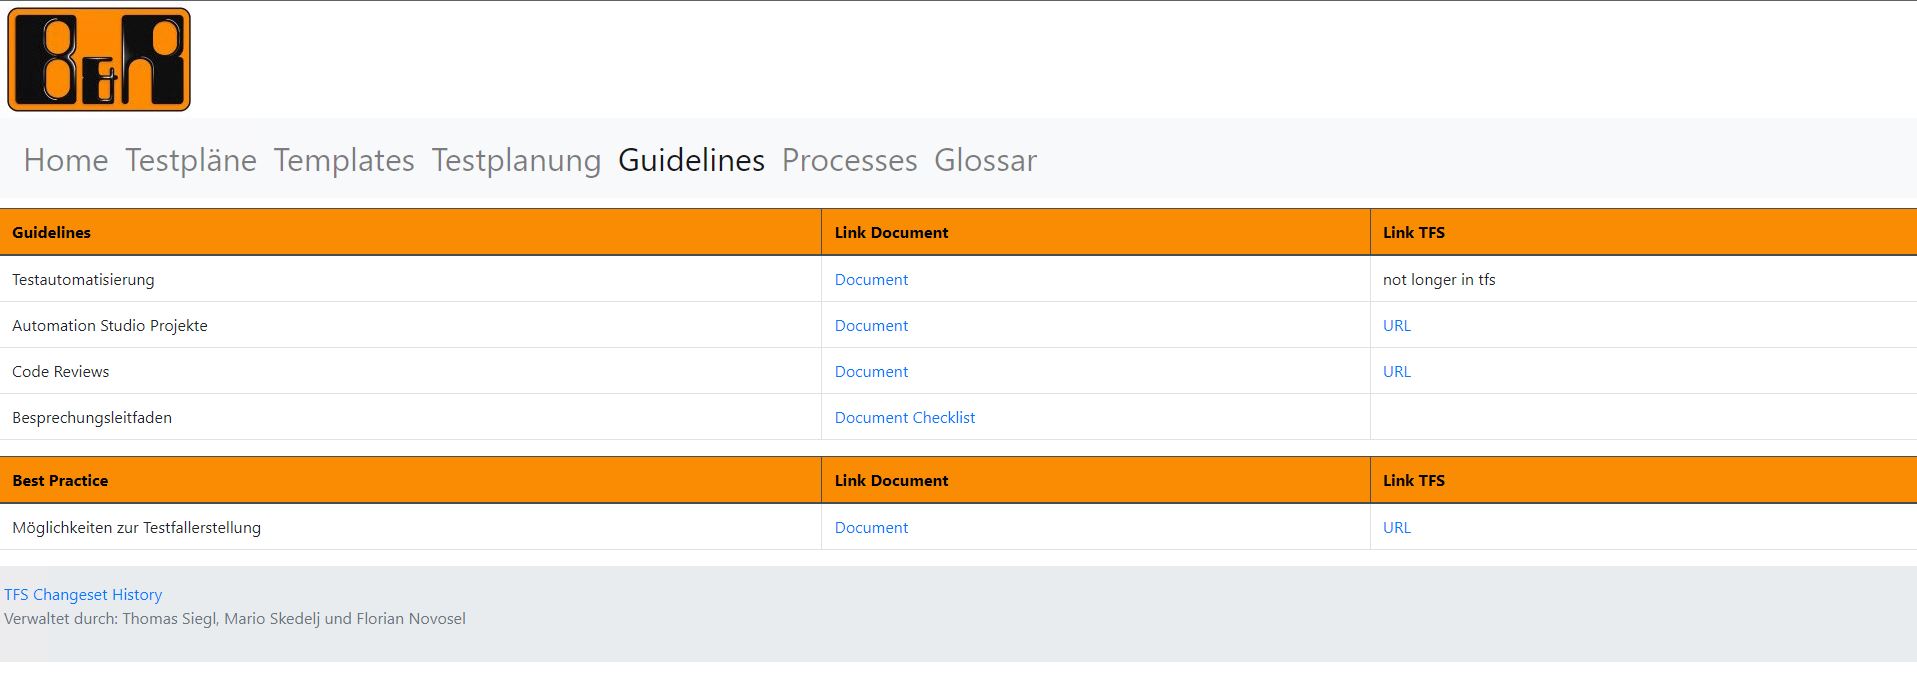 B&R
Home Testpläne Templates Testplanung Guidelines Processes Glossar
Guidelines Link Document Link TFS
Testautomatisierung Document not longer in tfs
Automation Studio Projekte Document URL
Code Reviews Document URL
Besprechungsleitfaden Document Checklist
Best Practice Link Document Link TFS
Möglichkeiten zur Testfallerstellung Document URL
TFS Changeset History
Verwaltet durch: Thomas Siegl, Mario Skedelj und Florian Novosel